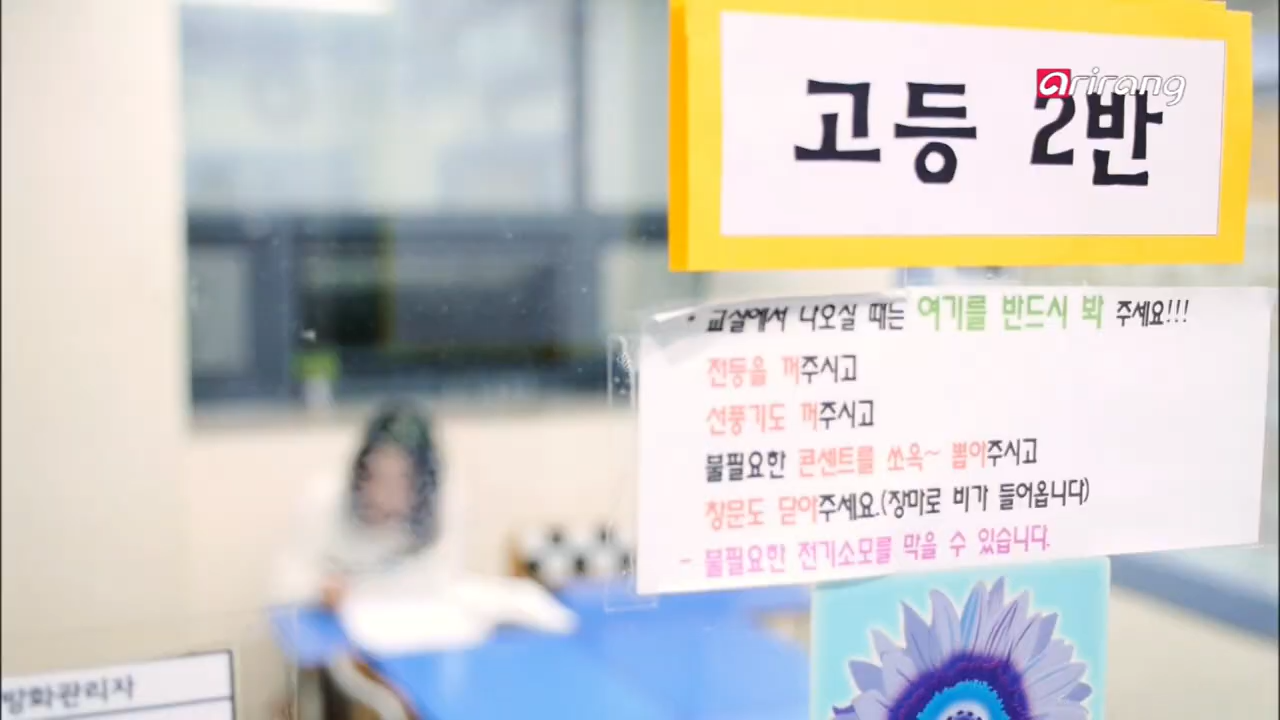 arirang
고등 2반
· 교실에서 나오실 때는 여기를 반드시 봐 주세요!!!
전등을 꺼주시고
선풍기도 꺼주시고
불필요한 콘센트를 쏘옥~ 뽑아주시고
창문도 닫아주세요.(장마로 비가 들어옵니다)
- 불필요한 전기소모를 막을 수 있습니다.
방화관리자